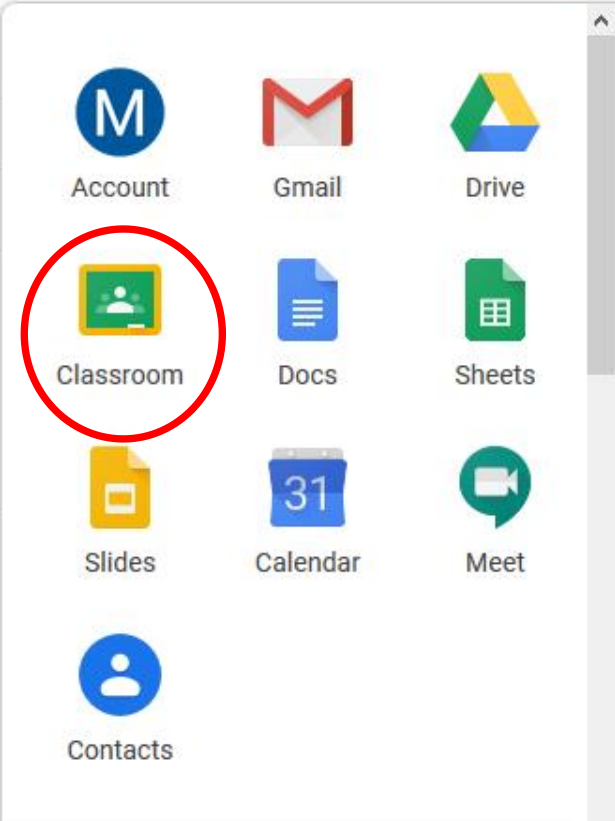 M
Account Gmail Drive
Classroom Docs Sheets
31
Slides Calendar Meet
Contacts